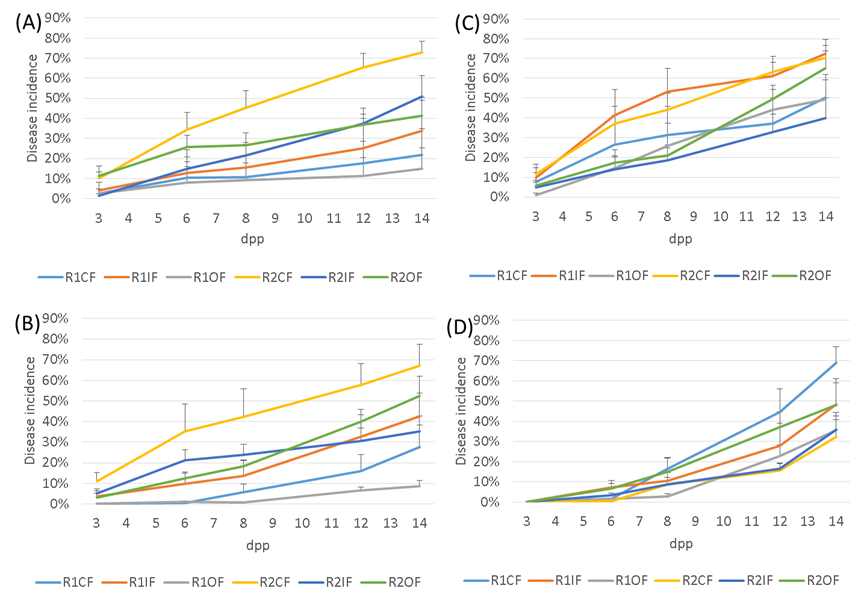 (A)
90%
80%
70%
60%
50%
40%
30%
20%
10%
0%
Disease incidence
3 4 5 6 7 8 9 10 11 12 13 14
dpp
R1CF R1IF R1OF R2CF R2IF R2OF
(C)
90%
80%
70%
60%
50%
40%
30%
20%
10%
0%
Disease incidence
3 4 5 6 7 8 9 10 11 12 13 14
dpp
R1CF R1IF R1OF R2CF R2IF R2OF
(B)
90%
80%
70%
60%
50%
40%
30%
20%
10%
0%
Disease incidence
3 4 5 6 7 8 9 10 11 12 13 14
dpp
R1CF R1IF R1OF R2CF R2IF R2OF
(D)
90%
80%
70%
60%
50%
40%
30%
20%
10%
0%
Disease incidence
3 4 5 6 7 8 9 10 11 12 13 14
dpp
R1CF R1IF R1OF R2CF R2IF R2OF